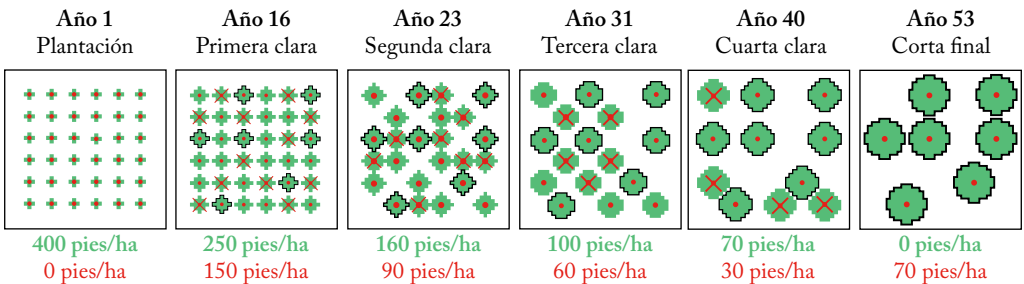 Año 1
Plantación
400 pies/ha
0 pies/ha
Año 16
Primera clara
250 pies/ha
150 pies/ha
Año 23
Segunda clara
160 pies/ha
90 pies/ha
Año 31
Tercera clara
100 pies/ha
60 pies/ha
Año 40
Cuarta clara
70 pies/ha
30 pies/ha
Año 53
Corta final
0 pies/ha
70 pies/ha